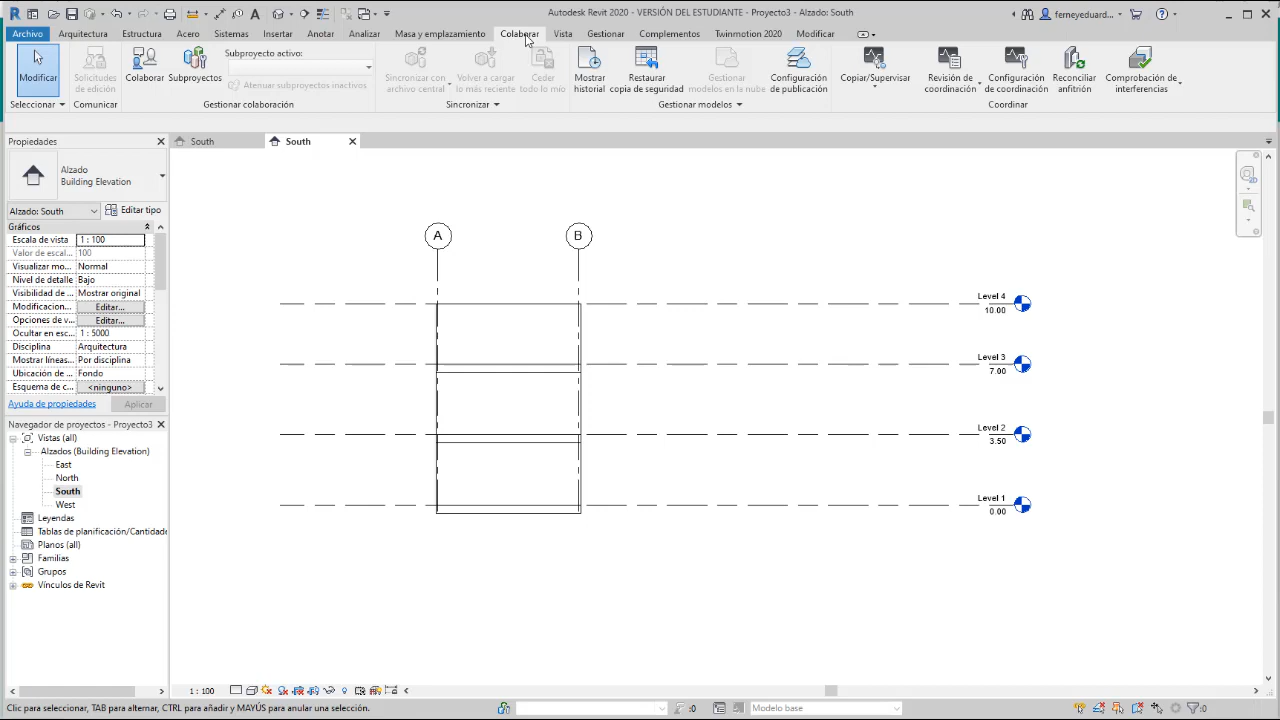 Autodesk Revit 2020 - VERSIÓN DEL ESTUDIANTE - Proyecto3 - Alzado: South
ferneyeduard...
Archivo Arquitectura Estructura Acero Sistemas Insertar Anotar Analizar Masa y emplazamiento Colaborar Vista Gestionar Complementos Twinmotion 2020 Modificar
Modificar
Seleccionar
Solicitudes
de edición
Comunicar
Colaborar
Subproyectos
Subproyecto activo:
Atenuar subproyectos inactivos
Gestionar colaboración
Sincronizar con
archivo central
Volver a cargar
lo más reciente
Ceder
todo lo mío
Sincronizar
Mostrar
historial
Restaurar
copia de seguridad
Gestionar
modelos en la nube
Configuración
de publicación
Gestionar modelos
Copiar/Supervisar
Revisión de
coordinación
Configuración
de coordinación
Reconciliar
anfitrión
Comprobación de
interferencias
Coordinar
Propiedades
South
South
Alzado
Building Elevation
Alzado: South
Editar tipo
Gráficos
Escala de vista 1 : 100
Valor de escal... 100
Visualizar mo... Normal
Nivel de detalle Bajo
Visibilidad de ... Mostrar original
Modificacion... Editar...
Opciones de v... Editar...
Ocultar en esc... 1 : 5000
Disciplina Arquitectura
Mostrar líneas... Por disciplina
Ubicación de ... Fondo
Esquema de c... <ninguno>
Ayuda de propiedades Aplicar
Navegador de proyectos - Proyecto3
Vistas (all)
Alzados (Building Elevation)
East
North
South
West
Leyendas
Tablas de planificación/Cantidade
Planos (all)
Familias
Grupos
Vínculos de Revit
A B
Level 4
10.00
Level 3
7.00
Level 2
3.50
Level 1
0.00
1 : 100
Clic para seleccionar, TAB para alternar, CTRL para añadir y MAYÚS para anular una selección.
:0
Modelo base
:0